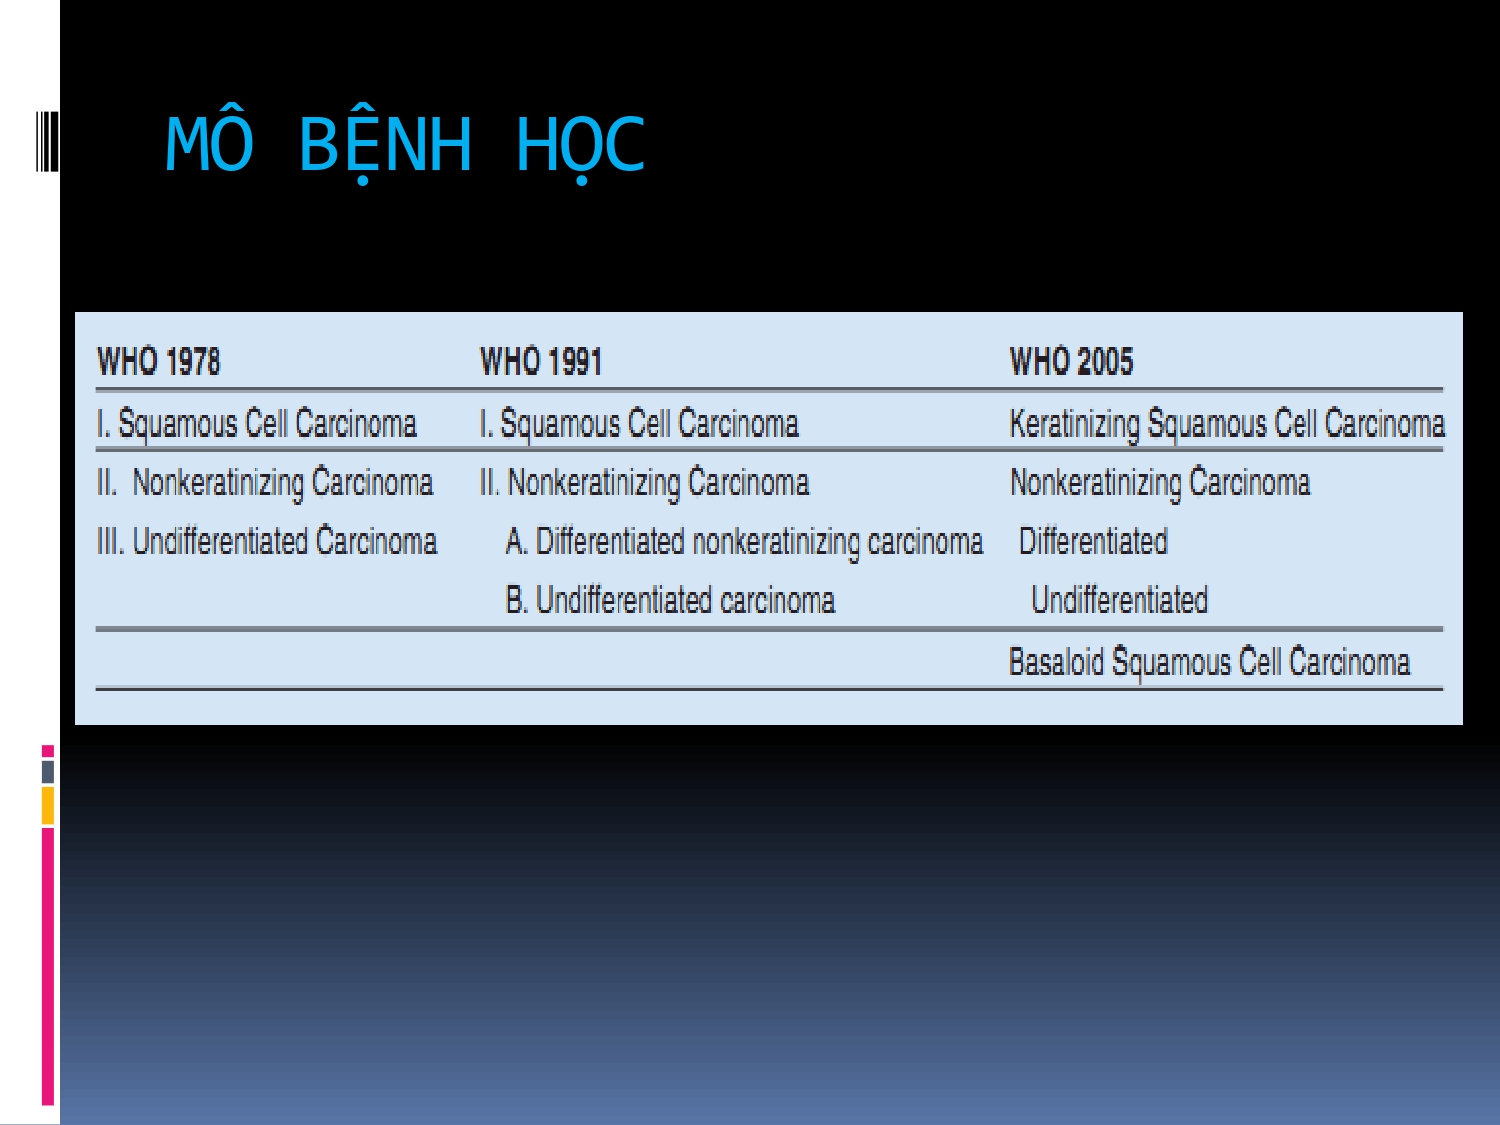 MÔ BỆNH HỌC
WHO 1978 WHO 1991 WHO 2005
I. Squamous Cell Carcinoma I. Squamous Cell Carcinoma Keratinizing Squamous Cell Carcinoma
II. Nonkeratinizing Carcinoma II. Nonkeratinizing Carcinoma Nonkeratinizing Carcinoma
III. Undifferentiated Carcinoma A. Differentiated nonkeratinizing carcinoma Differentiated
B. Undifferentiated carcinoma Undifferentiated
Basaloid Squamous Cell Carcinoma